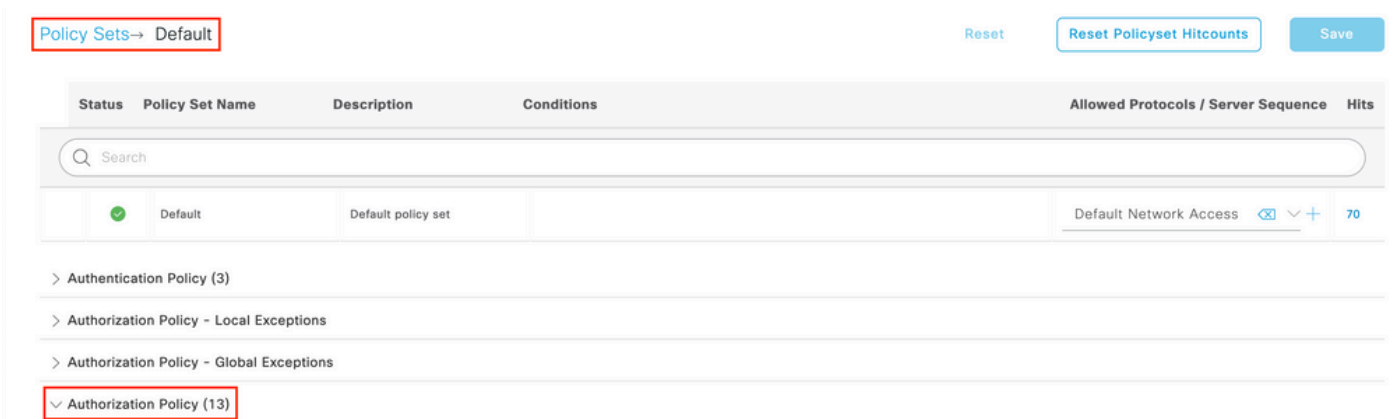 Policy Sets→ Default Reset Reset Policyset Hitcounts Save
Status Policy Set Name Description Conditions Allowed Protocols / Server Sequence Hits
Search
Default Default policy set Default Network Access 70
Authentication Policy (3)
Authorization Policy - Local Exceptions
Authorization Policy - Global Exceptions
Authorization Policy (13)